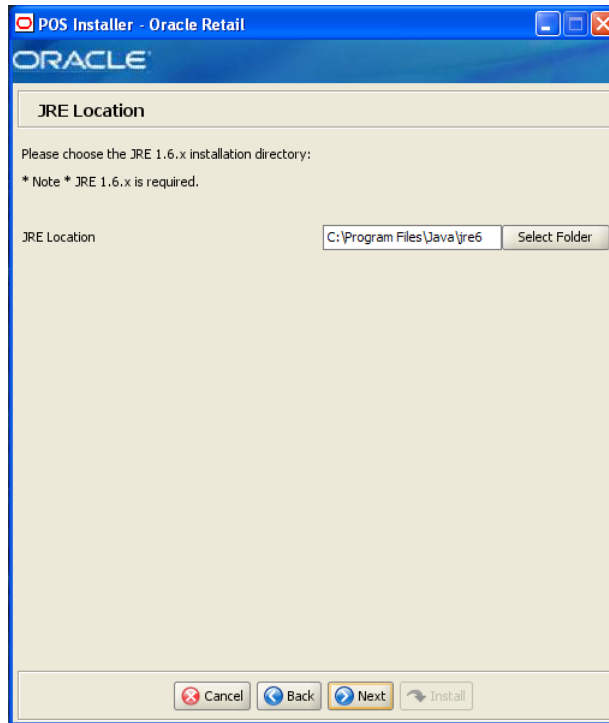 POS Installer - Oracle Retail
ORACLE
JRE Location
Please choose the JRE 1.6.x installation directory:
* Note * JRE 1.6.x is required.
JRE Location C:\Program Files\Java\jre6 Select Folder
Cancel Back Next Install